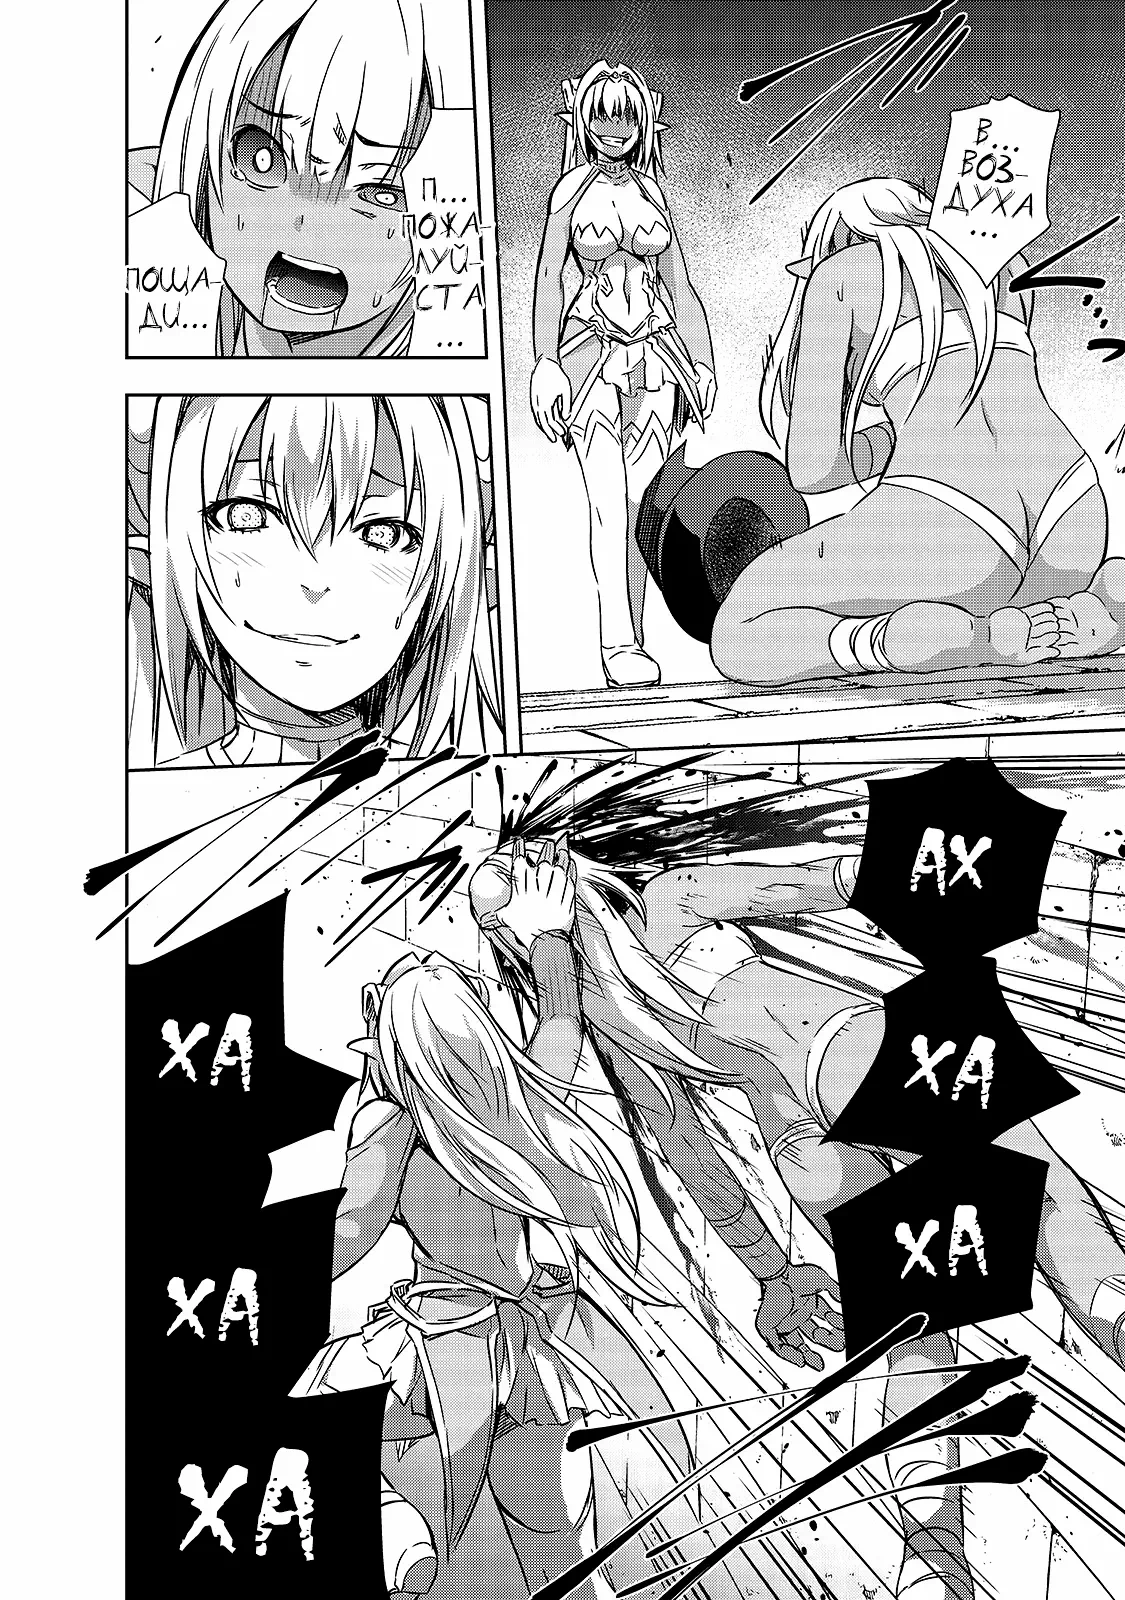 В...
ВОЗ-
ДУХА
...
П...
ПОЖА-
ЛУЙ-
СТА
...
ПОЩА-
ДИ...
АХ
ХА
ХА
ХА
ХА
ХА